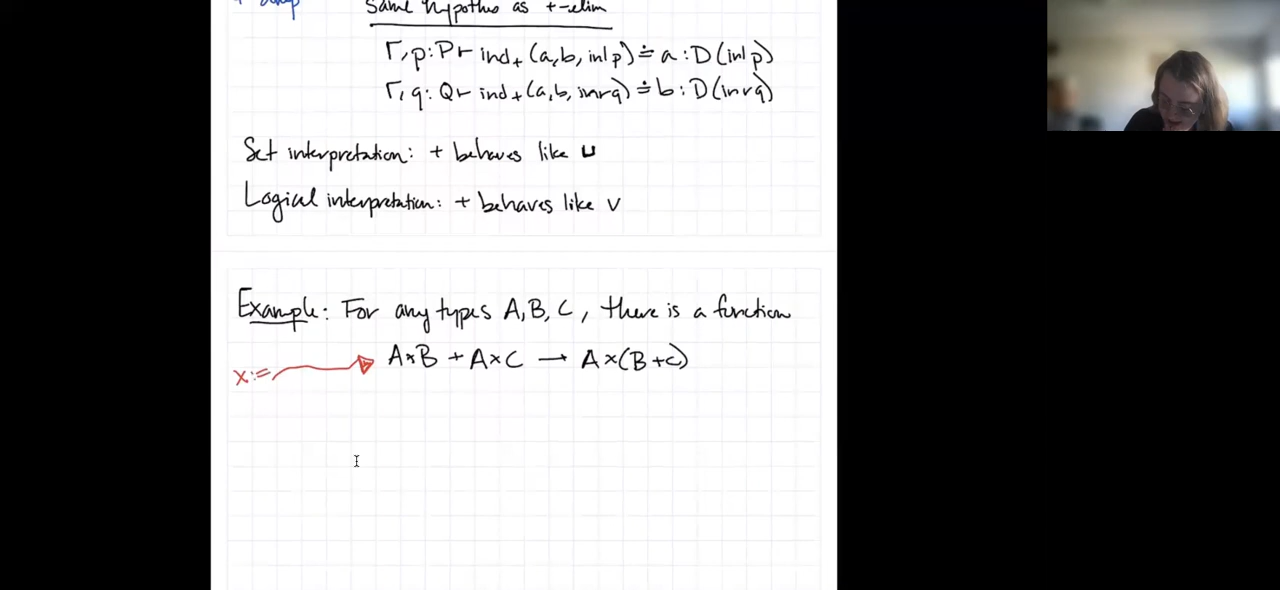 Same hypothes as +-elim
Γ, p: P ⊢ ind₊ (a, b, inl p) ≐ a : D(inl p)
Γ, q: Q ⊢ ind₊ (a, b, inr q) ≐ b : D(inr q)
Set interpretation: + behaves like ⊔
Logical interpretation: + behaves like ∨
Example: For any types A, B, C, there is a function
X:= A×B + A×C → A×(B+C)